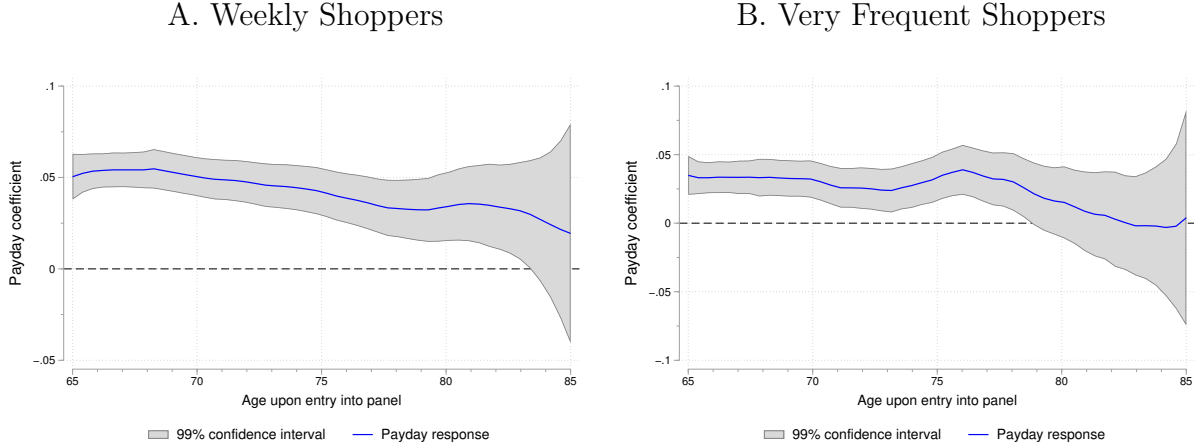 A. Weekly Shoppers
.1
.05
0
−.05
Payday coefficient
65 70 75 80 85
Age upon entry into panel
99% confidence interval Payday response
B. Very Frequent Shoppers
.1
.05
0
−.05
−.1
Payday coefficient
65 70 75 80 85
Age upon entry into panel
99% confidence interval Payday response